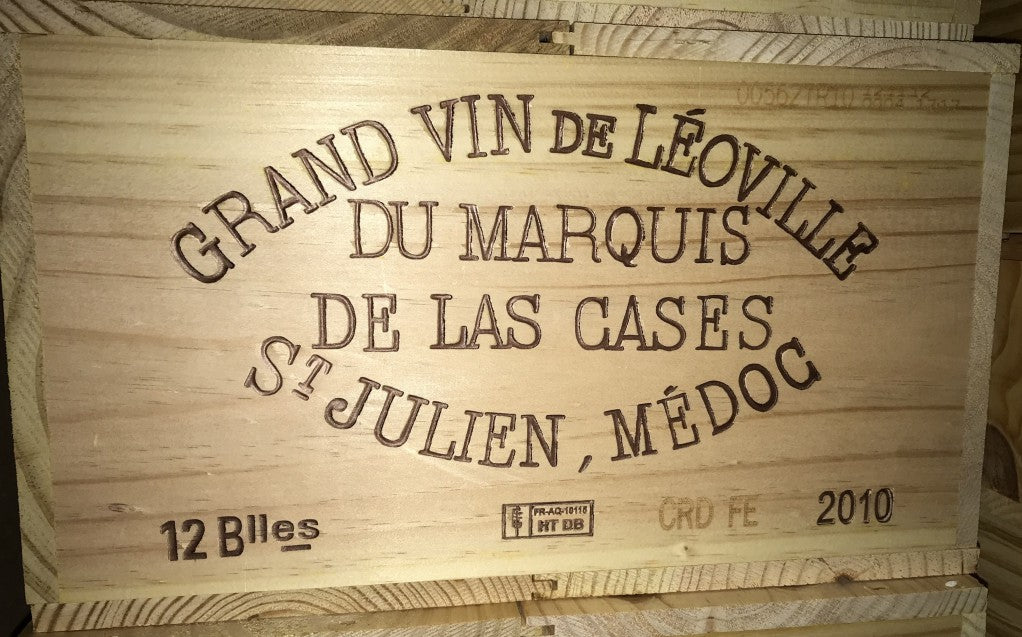 GRAND VIN DE LÉOVILLE
DU MARQUIS
DE LAS CASES
ST JULIEN, MÉDOC
12 Blles
FR-AQ-10115
HT DB
CRD FE
2010